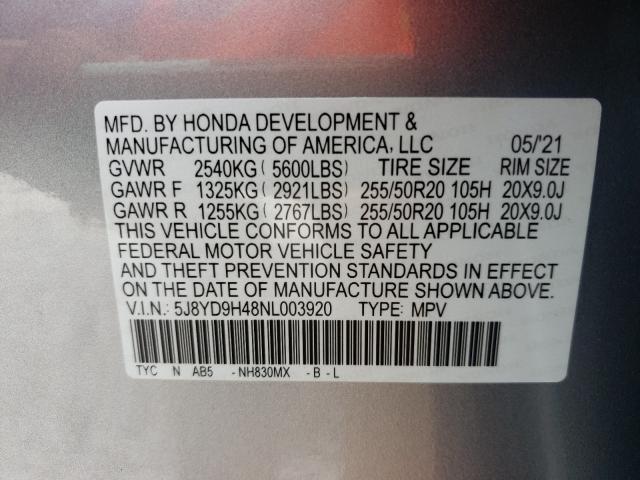 MFD. BY HONDA DEVELOPMENT &
MANUFACTURING OF AMERICA, LLC 05/'21
GVWR 2540KG ( 5600LBS) TIRE SIZE RIM SIZE
GAWR F 1325KG ( 2921LBS) 255/50R20 105H 20X9.0J
GAWR R 1255KG ( 2767LBS) 255/50R20 105H 20X9.0J
THIS VEHICLE CONFORMS TO ALL APPLICABLE
FEDERAL MOTOR VEHICLE SAFETY
AND THEFT PREVENTION STANDARDS IN EFFECT
ON THE DATE OF MANUFACTURE SHOWN ABOVE.
V.I.N.: 5J8YD9H48NL003920 TYPE: MPV
TYC N AB5 -NH830MX -B-L